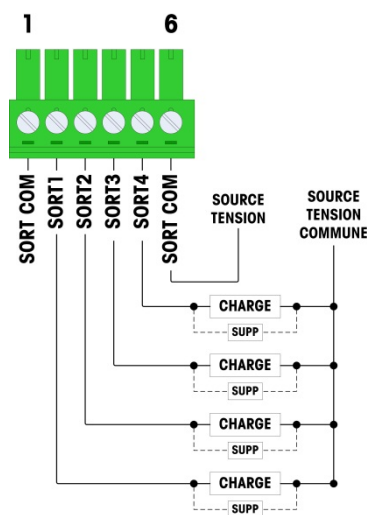 1 6
SORT COM
SORT1
SORT2
SORT3
SORT4
SORT COM
SOURCE
TENSION
SOURCE
TENSION
COMMUNE
CHARGE
SUPP
CHARGE
SUPP
CHARGE
SUPP
CHARGE
SUPP